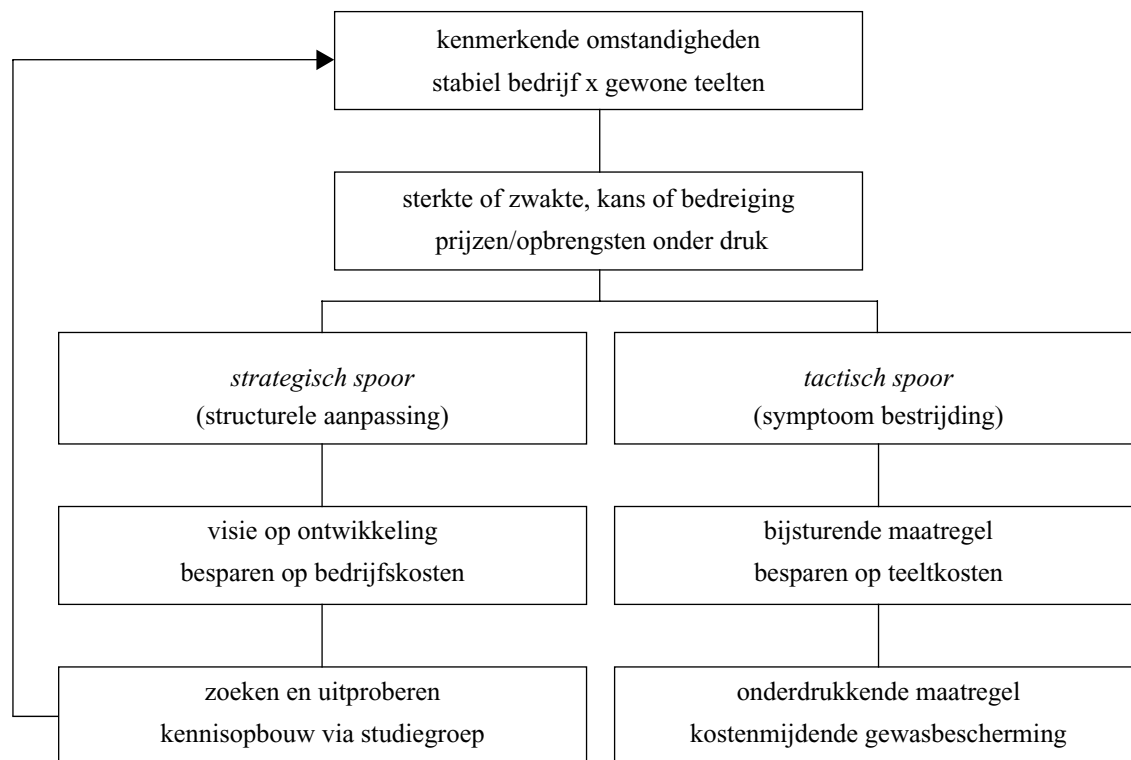 kenmerkende omstandigheden
stabiel bedrijf x gewone teelten
sterkte of zwakte, kans of bedreiging
prijzen/opbrengsten onder druk
strategisch spoor
(structurele aanpassing)
tactisch spoor
(symptoom bestrijding)
visie op ontwikkeling
besparen op bedrijfskosten
bijsturende maatregel
besparen op teeltkosten
zoeken en uitproberen
kennisopbouw via studiegroep
onderdrukkende maatregel
kostenmijdende gewasbescherming